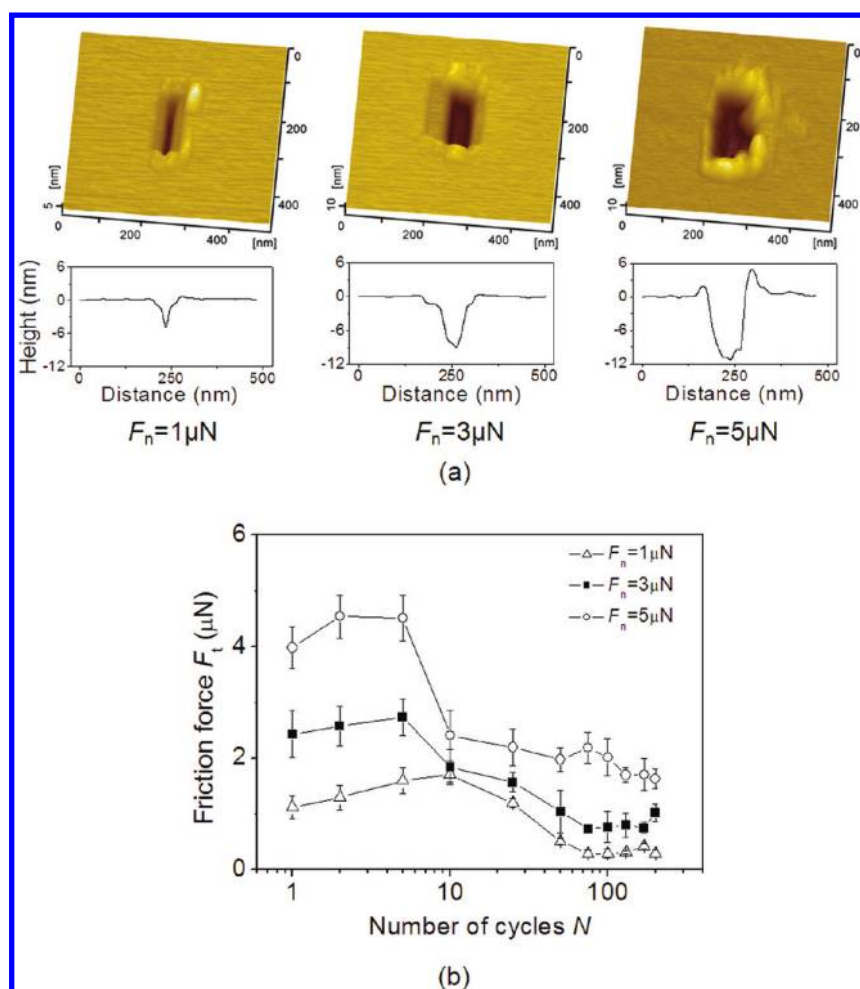 0
200
400
[nm]
5
200
400
[nm]
0
200
400
[nm]
10
200
400
[nm]
0
200
400
[nm]
10
200
400
[nm]
Height (nm)
6
0
-6
-12
0 250 500
Distance (nm)
6
0
-6
-12
0 250 500
Distance (nm)
6
0
-6
-12
0 250 500
Distance (nm)
Fn=1μN
Fn=3μN
Fn=5μN
(a)
Friction force Ft (μN)
6
4
2
0
Fn=1μN
Fn=3μN
Fn=5μN
1 10 100
Number of cycles N
(b)